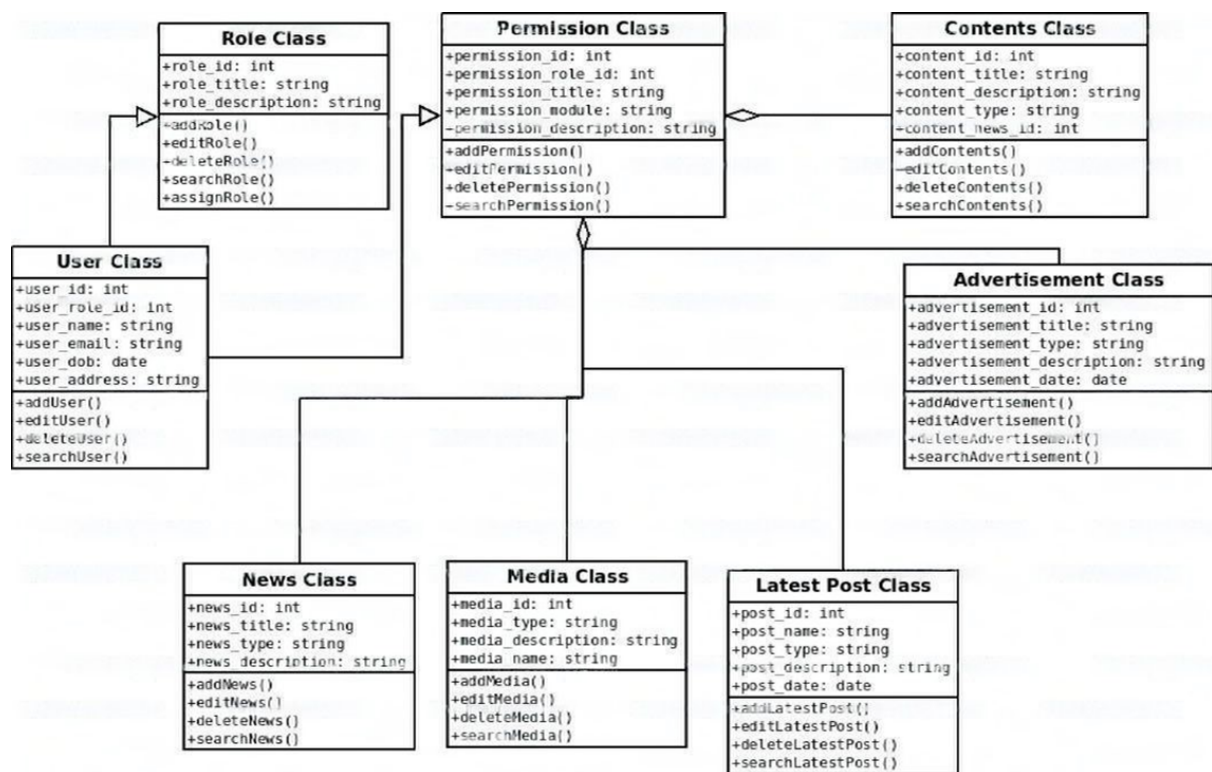 Role Class
+role_id: int
+role_title: string
+role_description: string
+addRole()
+editRole()
+deleteRole()
+searchRole()
+assignRole()
Permission Class
+permission_id: int
+permission_role_id: int
+permission_title: string
+permission_module: string
-permission_description: string
+addPermission()
+editPermission()
+deletePermission()
-searchPermission()
Contents Class
+content_id: int
+content_title: string
+content_description: string
+content_type: string
+content_news_id: int
+addContents()
+editContents()
+deleteContents()
+searchContents()
User Class
+user_id: int
+user_role_id: int
+user_name: string
+user_email: string
+user_dob: date
+user_address: string
+addUser()
+editUser()
+deleteUser()
+searchUser()
Advertisement Class
+advertisement_id: int
+advertisement_title: string
+advertisement_type: string
+advertisement_description: string
+advertisement_date: date
+addAdvertisement()
+editAdvertisement()
+deleteAdvertisement()
+searchAdvertisement()
News Class
+news_id: int
+news_title: string
+news_type: string
+news_description: string
+addNews()
+editNews()
+deleteNews()
+searchNews()
Media Class
+media_id: int
+media_type: string
+media_description: string
+media_name: string
+addMedia()
+editMedia()
+deleteMedia()
+searchMedia()
Latest Post Class
+post_id: int
+post_name: string
+post_type: string
+post_description: string
+post_date: date
+addLatestPost()
+editLatestPost()
+deleteLatestPost()
+searchLatestPost()